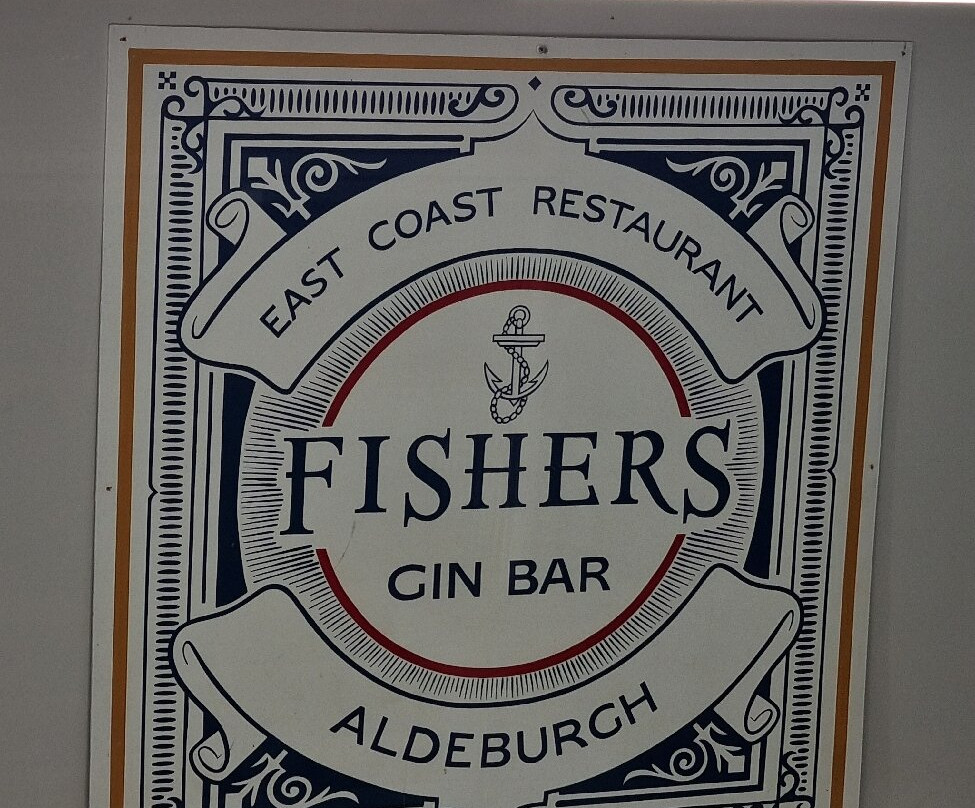 EAST COAST RESTAURANT
FISHERS
GIN BAR
ALDEBURGH